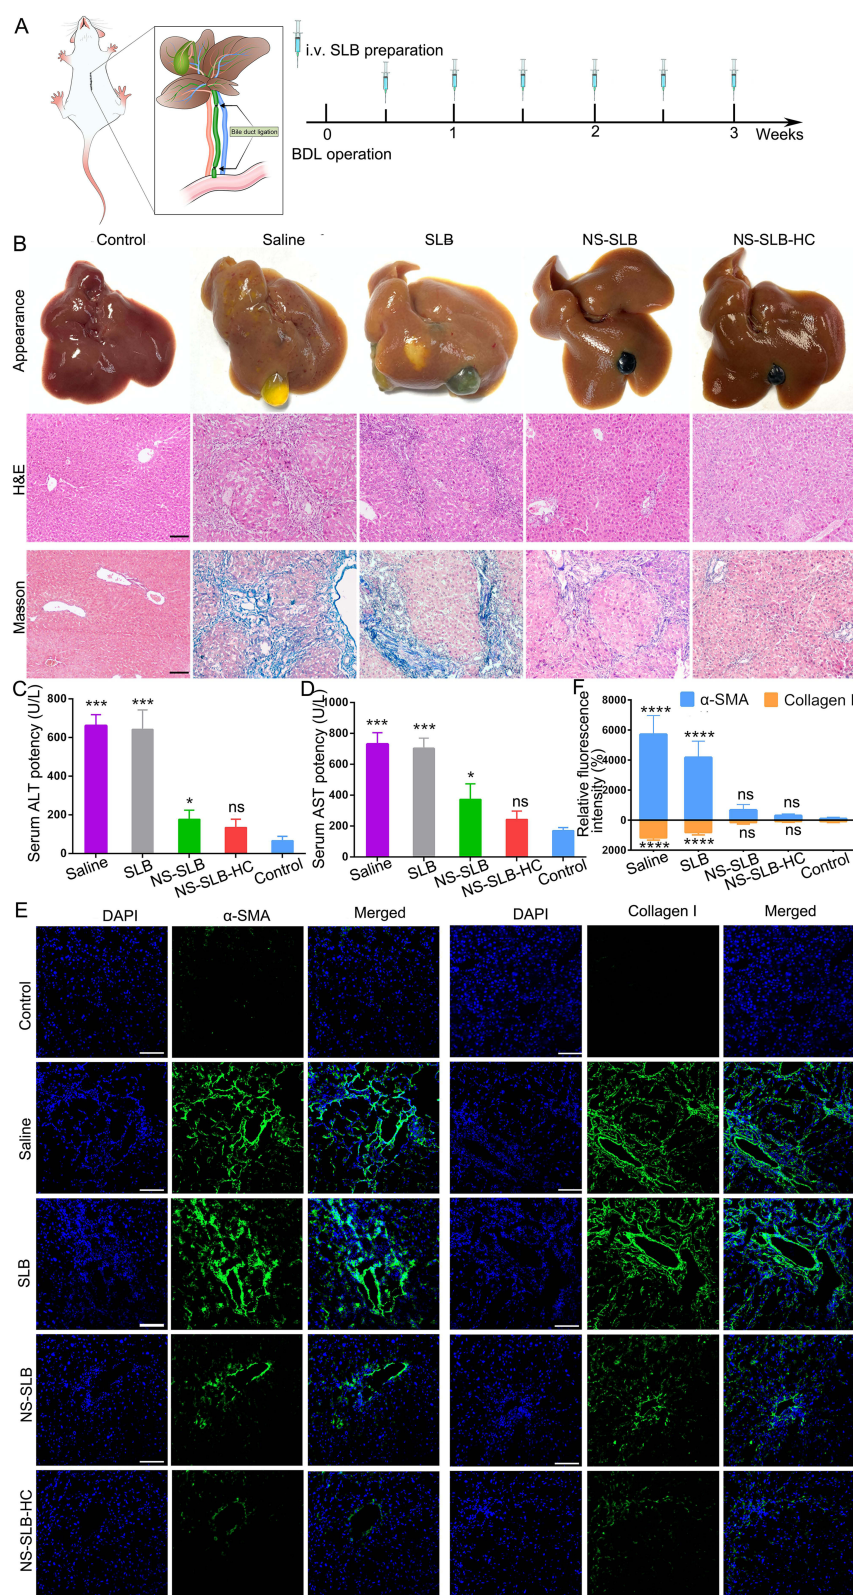 A
i.v. SLB preparation
Bile duct ligation
0 1 2 3 Weeks
BDL operation
B
Control Saline SLB NS-SLB NS-SLB-HC
Appearance
H&E
Masson
C
Serum ALT potency (U/L)
800
600
400
200
0
*** *** * ns
Saline SLB NS-SLB NS-SLB-HC Control
D
Serum AST potency (U/L)
1000
800
600
400
200
0
*** *** * ns
Saline SLB NS-SLB NS-SLB-HC Control
F
α-SMA Collagen I
Relative fluorescence
intensity (%)
8000
6000
4000
2000
0
2000
**** **** ns ns
**** **** ns ns
Saline SLB NS-SLB NS-SLB-HC Control
E
DAPI α-SMA Merged DAPI Collagen I Merged
Control
Saline
SLB
NS-SLB
NS-SLB-HC